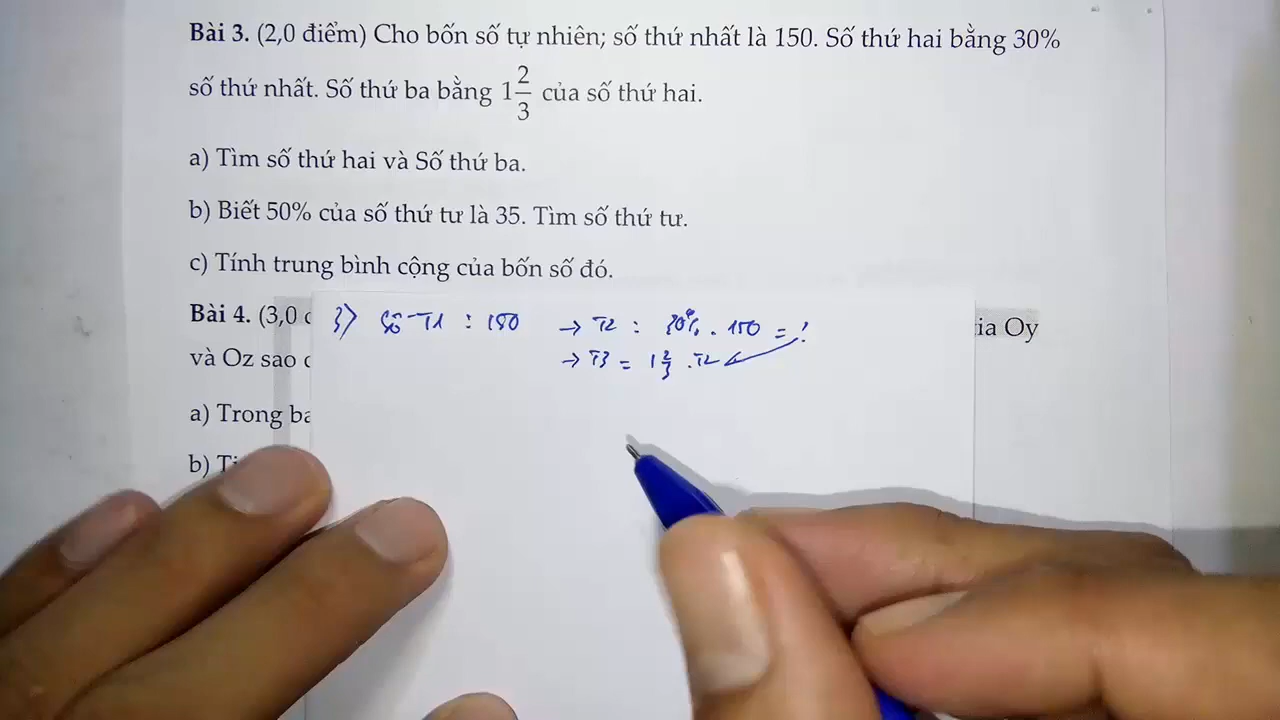 Bài 3. (2,0 điểm) Cho bốn số tự nhiên; số thứ nhất là 150. Số thứ hai bằng 30%
số thứ nhất. Số thứ ba bằng 1 2/3 của số thứ hai.
a) Tìm số thứ hai và Số thứ ba.
b) Biết 50% của số thứ tư là 35. Tìm số thứ tư.
c) Tính trung bình cộng của bốn số đó.
Bài 4. (3,0 ia Oy
3) Số T1 : 150 → T2 : 30% . 150 = ?
→ T3 = 1 2/3 . T2
và Oz sao
a) Trong
b)